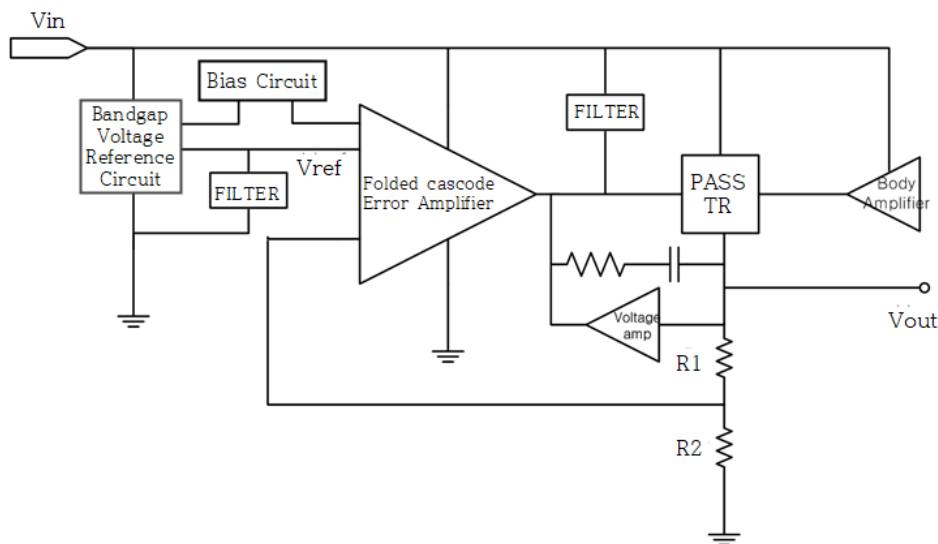 Vin
Bias Circuit
Bandgap
Voltage
Reference
Circuit
FILTER
Vref
FILTER
Folded cascode
Error Amplifier
PASS
TR
Body
Amplifier
Voltage
amp
Vout
R1
R2